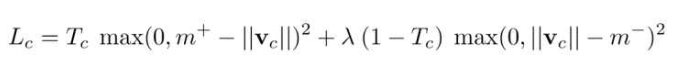 L_c = T_c max(0, m⁺ − ||v_c||)² + λ (1 − T_c) max(0, ||v_c|| − m⁻)²